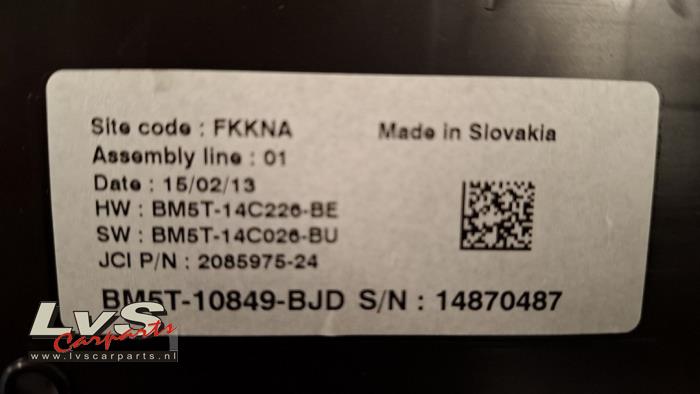 Site code : FKKNA Made in Slovakia
Assembly line : 01
Date : 15/02/13
HW : BM5T-14C226-BE
SW : BM5T-14C026-BU
JCI P/N : 2085975-24
BM5T-10849-BJD S/N : 14870487
LVS
Carparts
www.lvscarparts.nl